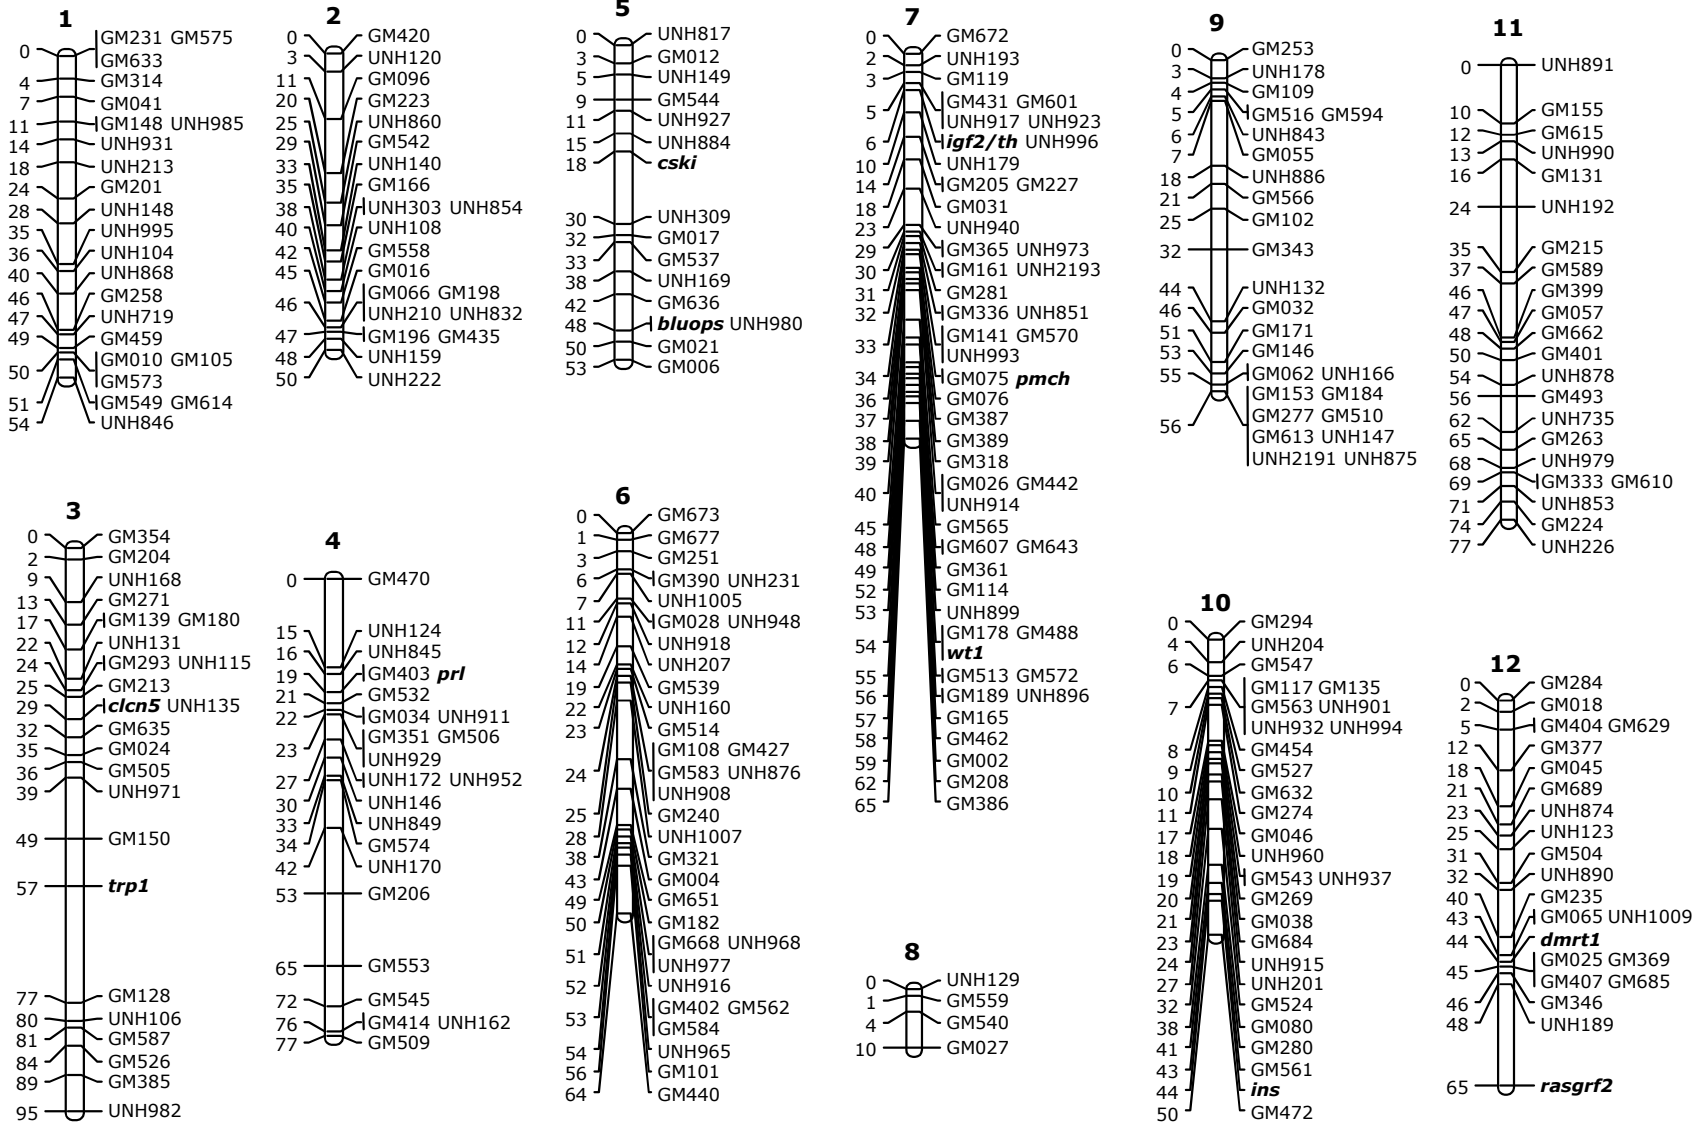 1
0 GM231 GM575
GM633
4 GM314
7 GM041
11 GM148 UNH985
14 UNH931
18 UNH213
24 GM201
28 UNH148
35 UNH995
36 UNH104
40 UNH868
46 GM258
47 UNH719
49 GM459
50 GM010 GM105
GM573
51 GM549 GM614
54 UNH846
2
0 GM420
3 UNH120
11 GM096
20 GM223
25 UNH860
29 GM542
33 UNH140
35 GM166
38 UNH303 UNH854
40 UNH108
42 GM558
45 GM016
46 GM066 GM198
UNH210 UNH832
47 GM196 GM435
48 UNH159
50 UNH222
5
0 UNH817
3 GM012
5 UNH149
9 GM544
11 UNH927
15 UNH884
18 cski
30 UNH309
32 GM017
33 GM537
38 UNH169
42 GM636
48 bluops UNH980
50 GM021
53 GM006
7
0 GM672
2 UNH193
3 GM119
5 GM431 GM601
UNH917 UNH923
6 igf2/th UNH996
10 UNH179
14 GM205 GM227
18 GM031
23 UNH940
29 GM365 UNH973
30 GM161 UNH2193
31 GM281
32 GM336 UNH851
33 GM141 GM570
UNH993
34 GM075 pmch
36 GM076
37 GM387
38 GM389
39 GM318
40 GM026 GM442
UNH914
45 GM565
48 GM607 GM643
49 GM361
52 GM114
53 UNH899
54 GM178 GM488
wt1
55 GM513 GM572
56 GM189 UNH896
57 GM165
58 GM462
59 GM002
62 GM208
65 GM386
9
0 GM253
3 UNH178
4 GM109
5 GM516 GM594
6 UNH843
7 GM055
18 UNH886
21 GM566
25 GM102
32 GM343
44 UNH132
46 GM032
51 GM171
53 GM146
55 GM062 UNH166
56 GM153 GM184
GM277 GM510
GM613 UNH147
UNH2191 UNH875
11
0 UNH891
10 GM155
12 GM615
13 UNH990
16 GM131
24 UNH192
35 GM215
37 GM589
46 GM399
47 GM057
48 GM662
50 GM401
54 UNH878
56 GM493
62 UNH735
65 GM263
68 UNH979
69 GM333 GM610
71 UNH853
74 GM224
77 UNH226
3
0 GM354
2 GM204
9 UNH168
13 GM271
17 GM139 GM180
22 UNH131
24 GM293 UNH115
25 GM213
29 clcn5 UNH135
32 GM635
35 GM024
36 GM505
39 UNH971
49 GM150
57 trp1
77 GM128
80 UNH106
81 GM587
84 GM526
89 GM385
95 UNH982
4
0 GM470
15 UNH124
16 UNH845
19 GM403 prl
21 GM532
22 GM034 UNH911
23 GM351 GM506
UNH929
27 UNH172 UNH952
30 UNH146
33 UNH849
34 GM574
42 UNH170
53 GM206
65 GM553
72 GM545
76 GM414 UNH162
77 GM509
6
0 GM673
1 GM677
3 GM251
6 GM390 UNH231
7 UNH1005
11 GM028 UNH948
12 UNH918
14 UNH207
19 GM539
22 UNH160
23 GM514
24 GM108 GM427
GM583 UNH876
UNH908
25 GM240
28 UNH1007
38 GM321
43 GM004
49 GM651
50 GM182
51 GM668 UNH968
UNH977
52 UNH916
53 GM402 GM562
GM584
54 UNH965
56 GM101
64 GM440
8
0 UNH129
1 GM559
4 GM540
10 GM027
10
0 GM294
4 UNH204
6 GM547
7 GM117 GM135
GM563 UNH901
UNH932 UNH994
8 GM454
9 GM527
10 GM632
11 GM274
17 GM046
18 UNH960
19 GM543 UNH937
20 GM269
21 GM038
23 GM684
24 UNH915
27 UNH201
32 GM524
38 GM080
41 GM280
43 GM561
44 ins
50 GM472
12
0 GM284
2 GM018
5 GM404 GM629
12 GM377
18 GM045
21 GM689
23 UNH874
25 UNH123
31 GM504
32 UNH890
40 GM235
43 GM065 UNH1009
44 dmrt1
45 GM025 GM369
GM407 GM685
46 GM346
48 UNH189
65 rasgrf2